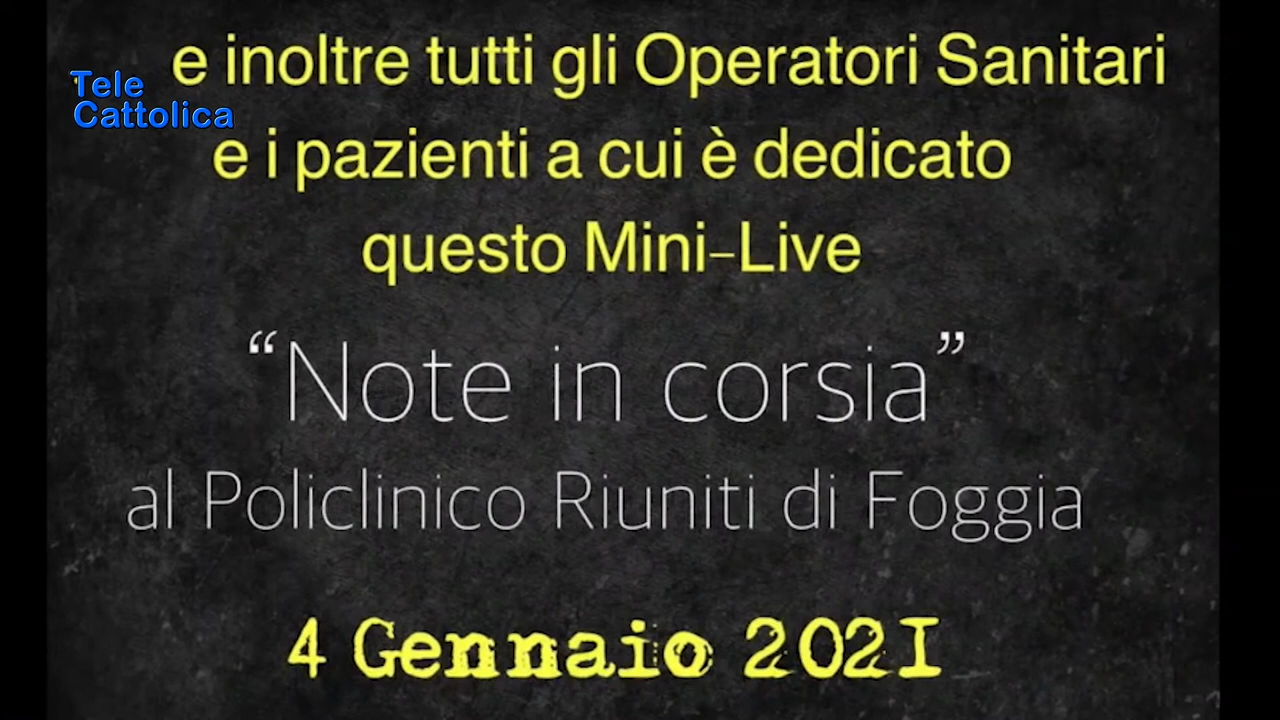 e inoltre tutti gli Operatori Sanitari
Tele
Cattolica
e i pazienti a cui è dedicato
questo Mini-Live
“Note in corsia”
al Policlinico Riuniti di Foggia
4 Gennaio 2021